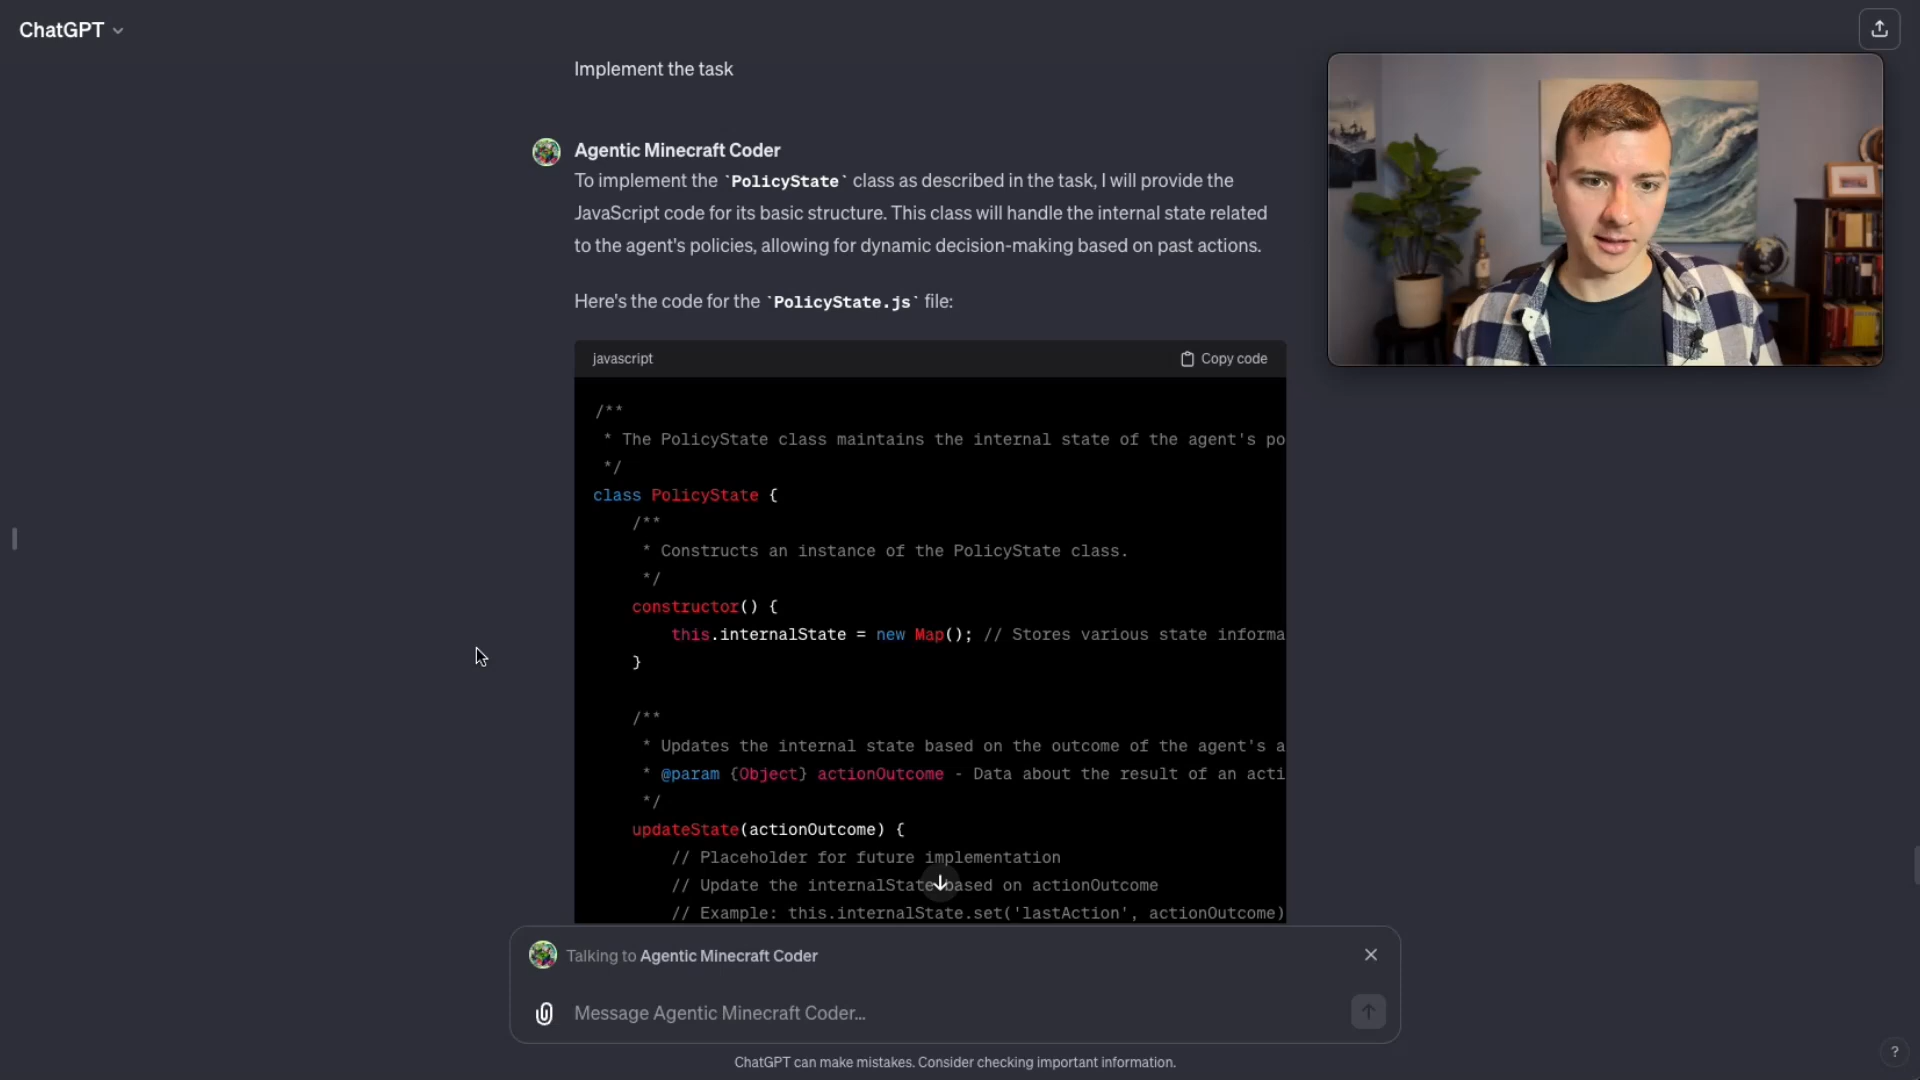 ChatGPT
Implement the task
Agentic Minecraft Coder
To implement the `PolicyState` class as described in the task, I will provide the
JavaScript code for its basic structure. This class will handle the internal state related
to the agent's policies, allowing for dynamic decision-making based on past actions.
Here's the code for the `PolicyState.js` file:
javascript
Copy code
/**
* The PolicyState class maintains the internal state of the agent's po
*/
class PolicyState {
/**
* Constructs an instance of the PolicyState class.
*/
constructor() {
this.internalState = new Map(); // Stores various state informa
}
/**
* Updates the internal state based on the outcome of the agent's a
* @param {Object} actionOutcome - Data about the result of an acti
*/
updateState(actionOutcome) {
// Placeholder for future implementation
// Update the internalState based on actionOutcome
// Example: this.internalState.set('lastAction', actionOutcome)
Talking to Agentic Minecraft Coder
Message Agentic Minecraft Coder...
ChatGPT can make mistakes. Consider checking important information.
?